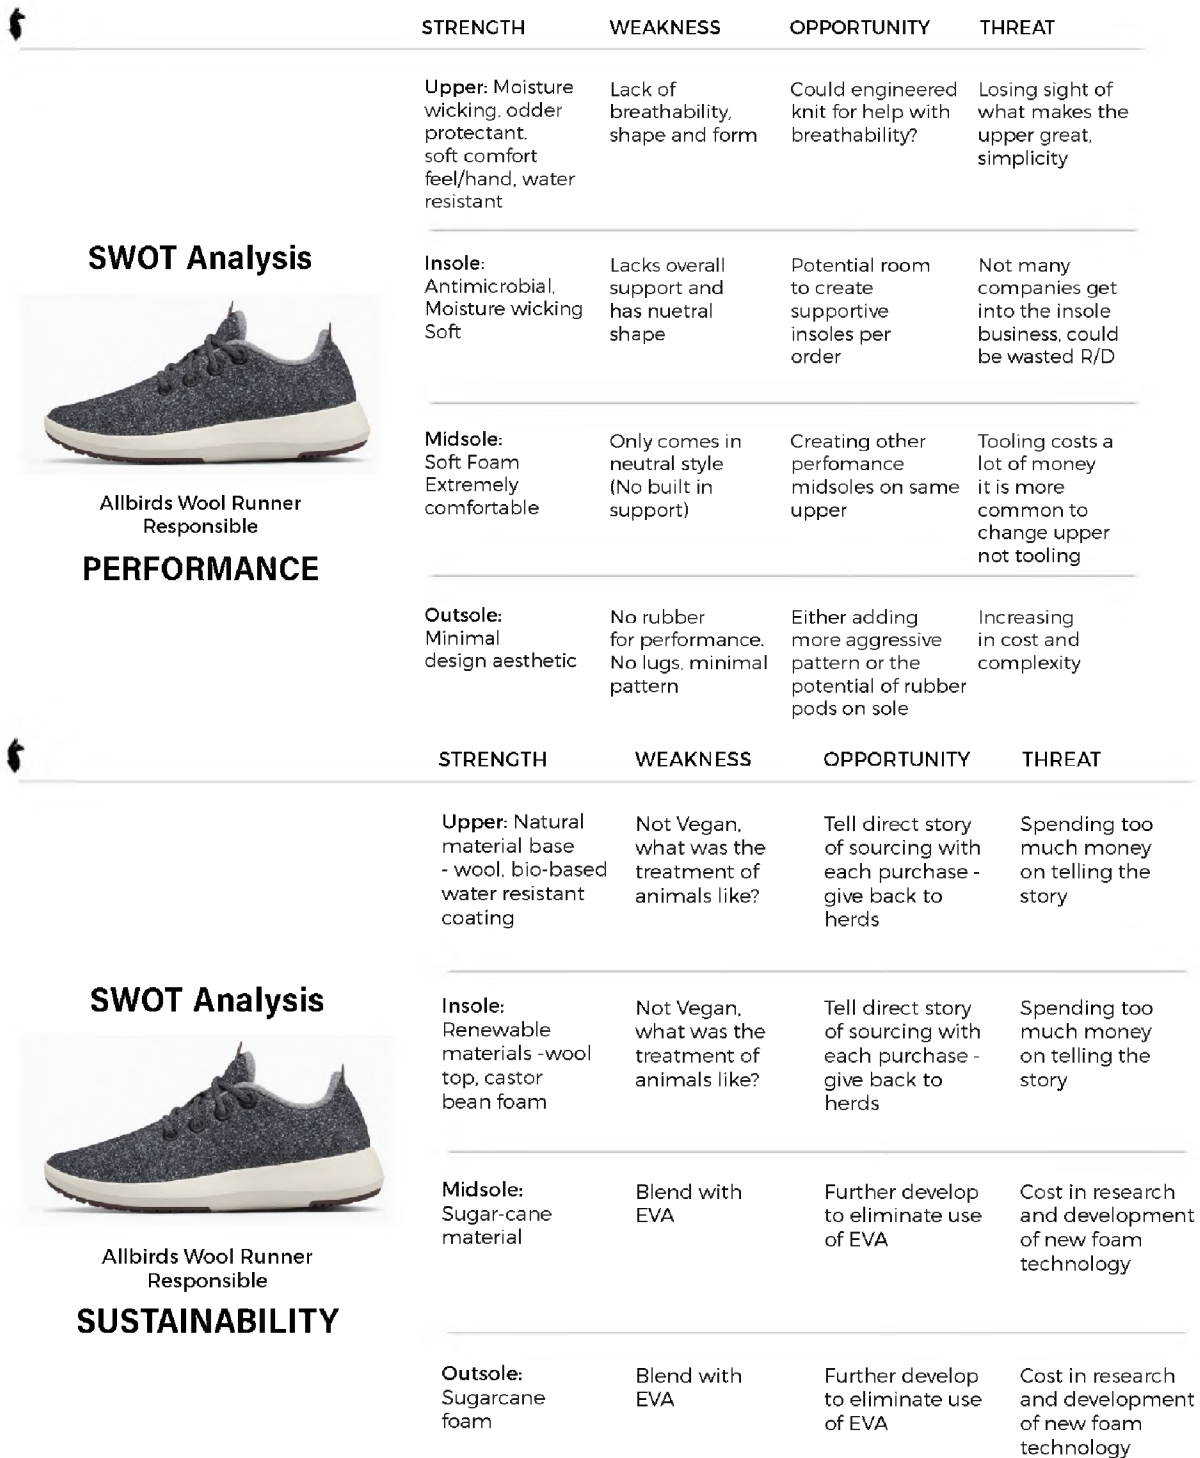 STRENGTH WEAKNESS OPPORTUNITY THREAT
Upper: Moisture
wicking, odder
protectant.
soft comfort
feel/hand, water
resistant
Lack of
breathability,
shape and form
Could engineered
knit for help with
breathability?
Losing sight of
what makes the
upper great,
simplicity
SWOT Analysis
Allbirds Wool Runner
Responsible
PERFORMANCE
Insole:
Antimicrobial,
Moisture wicking
Soft
Lacks overall
support and
has nuetral
shape
Potential room
to create
supportive
insoles per
order
Not many
companies get
into the insole
business, could
be wasted R/D
Midsole:
Soft Foam
Extremely
comfortable
Only comes in
neutral style
(No built in
support)
Creating other
perfomance
midsoles on same
upper
Tooling costs a
lot of money
it is more
common to
change upper
not tooling
Outsole:
Minimal
design aesthetic
No rubber
for performance.
No lugs, minimal
pattern
Either adding
more aggressive
pattern or the
potential of rubber
pods on sole
Increasing
in cost and
complexity
STRENGTH WEAKNESS OPPORTUNITY THREAT
Upper: Natural
material base
- wool, bio-based
water resistant
coating
Not Vegan,
what was the
treatment of
animals like?
Tell direct story
of sourcing with
each purchase -
give back to
herds
Spending too
much money
on telling the
story
SWOT Analysis
Allbirds Wool Runner
Responsible
SUSTAINABILITY
Insole:
Renewable
materials -wool
top, castor
bean foam
Not Vegan,
what was the
treatment of
animals like?
Tell direct story
of sourcing with
each purchase -
give back to
herds
Spending too
much money
on telling the
story
Midsole:
Sugar-cane
material
Blend with
EVA
Further develop
to eliminate use
of EVA
Cost in research
and development
of new foam
technology
Outsole:
Sugarcane
foam
Blend with
EVA
Further develop
to eliminate use
of EVA
Cost in research
and development
of new foam
technology